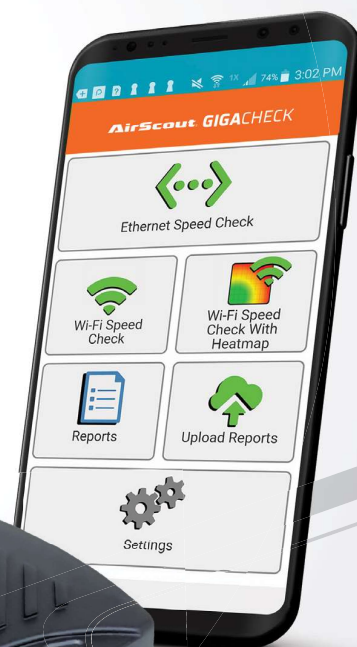 1X 74% 3:02 PM
AirScout GIGACHECK
Ethernet Speed Check
Wi-Fi Speed
Check
Wi-Fi Speed
Check With
Heatmap
Reports
Upload Reports
Settings